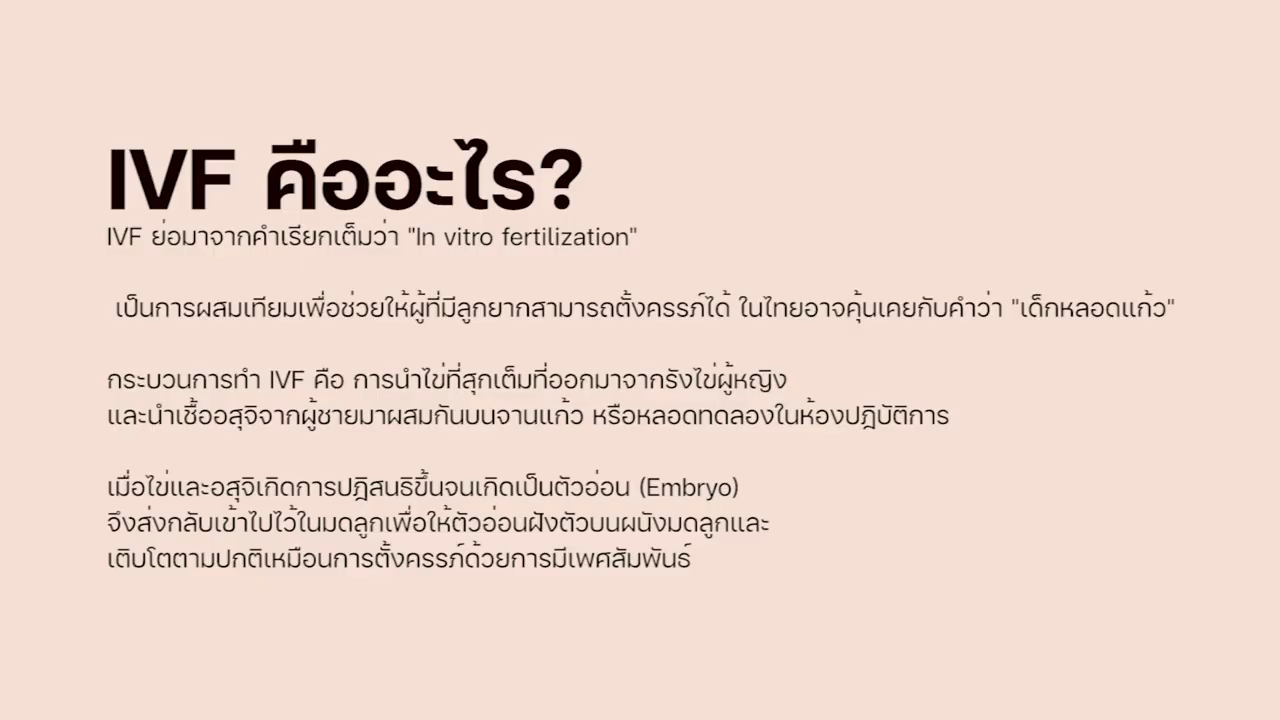 IVF คืออะไร?
IVF ย่อมาจากคำเรียกเต็มว่า "In vitro fertilization"
เป็นการผสมเทียมเพื่อช่วยให้ผู้ที่มีลูกยากสามารถตั้งครรภ์ได้ ในไทยอาจคุ้นเคยกับคำว่า "เด็กหลอดแก้ว"
กระบวนการทำ IVF คือ การนำไข่ที่สุกเต็มที่ออกมาจากรังไข่ผู้หญิง
และนำเชื้ออสุจิจากผู้ชายมาผสมกันบนจานแก้ว หรือหลอดทดลองในห้องปฎิบัติการ
เมื่อไข่และอสุจิเกิดการปฎิสนธิขึ้นจนเกิดเป็นตัวอ่อน (Embryo)
จึงส่งกลับเข้าไปไว้ในมดลูกเพื่อให้ตัวอ่อนฝังตัวบนผนังมดลูกและ
เติบโตตามปกติเหมือนการตั้งครรภ์ด้วยการมีเพศสัมพันธ์